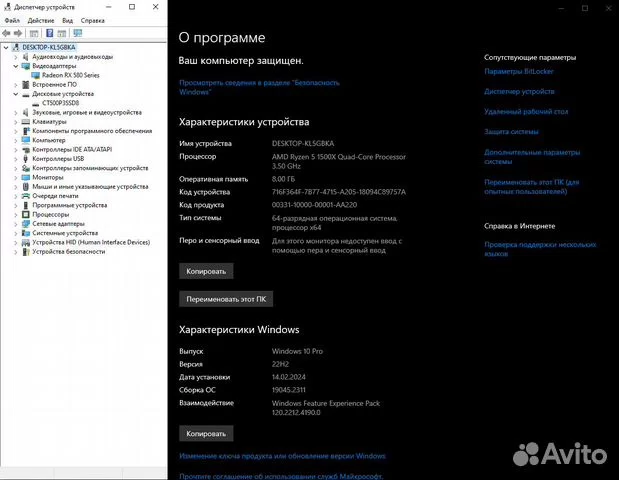 Диспетчер устройств
Файл Действие Вид Справка
DESKTOP-KL5GBKA
Аудиовходы и аудиовыходы
Видеоадаптеры
Radeon RX 580 Series
Встроенное ПО
Дисковые устройства
CT500P3SSD8
Звуковые, игровые и видеоустройства
Клавиатуры
Компоненты программного обеспечения
Компьютер
Контроллеры IDE ATA/ATAPI
Контроллеры USB
Контроллеры запоминающих устройств
Мониторы
Мыши и иные указывающие устройства
Очереди печати
Программные устройства
Процессоры
Сетевые адаптеры
Системные устройства
Устройства HID (Human Interface Devices)
Устройства безопасности
О программе
Ваш компьютер защищен.
Просмотреть сведения в разделе "Безопасность
Windows"
Характеристики устройства
Имя устройства DESKTOP-KL5GBKA
Процессор AMD Ryzen 5 1500X Quad-Core Processor
3.50 GHz
Оперативная память 8,00 ГБ
Код устройства 716F364F-7B77-4715-A205-18094C89757A
Код продукта 00331-10000-00001-AA220
Тип системы 64-разрядная операционная система,
процессор x64
Перо и сенсорный ввод Для этого монитора недоступен ввод с
помощью пера и сенсорный ввод
Копировать
Переименовать этот ПК
Характеристики Windows
Выпуск Windows 10 Pro
Версия 22H2
Дата установки 14.02.2024
Сборка ОС 19045.2311
Взаимодействие Windows Feature Experience Pack
120.2212.4190.0
Копировать
Изменение ключа продукта или обновление версии Windows
Прочтите соглашение об использовании служб Майкрософт,
Сопутствующие параметры
Параметры BitLocker
Диспетчер устройств
Удаленный рабочий стол
Защита системы
Дополнительные параметры
системы
Переименовать этот ПК (для
опытных пользователей)
Справка в Интернете
Проверка поддержки нескольких
языков
Avito